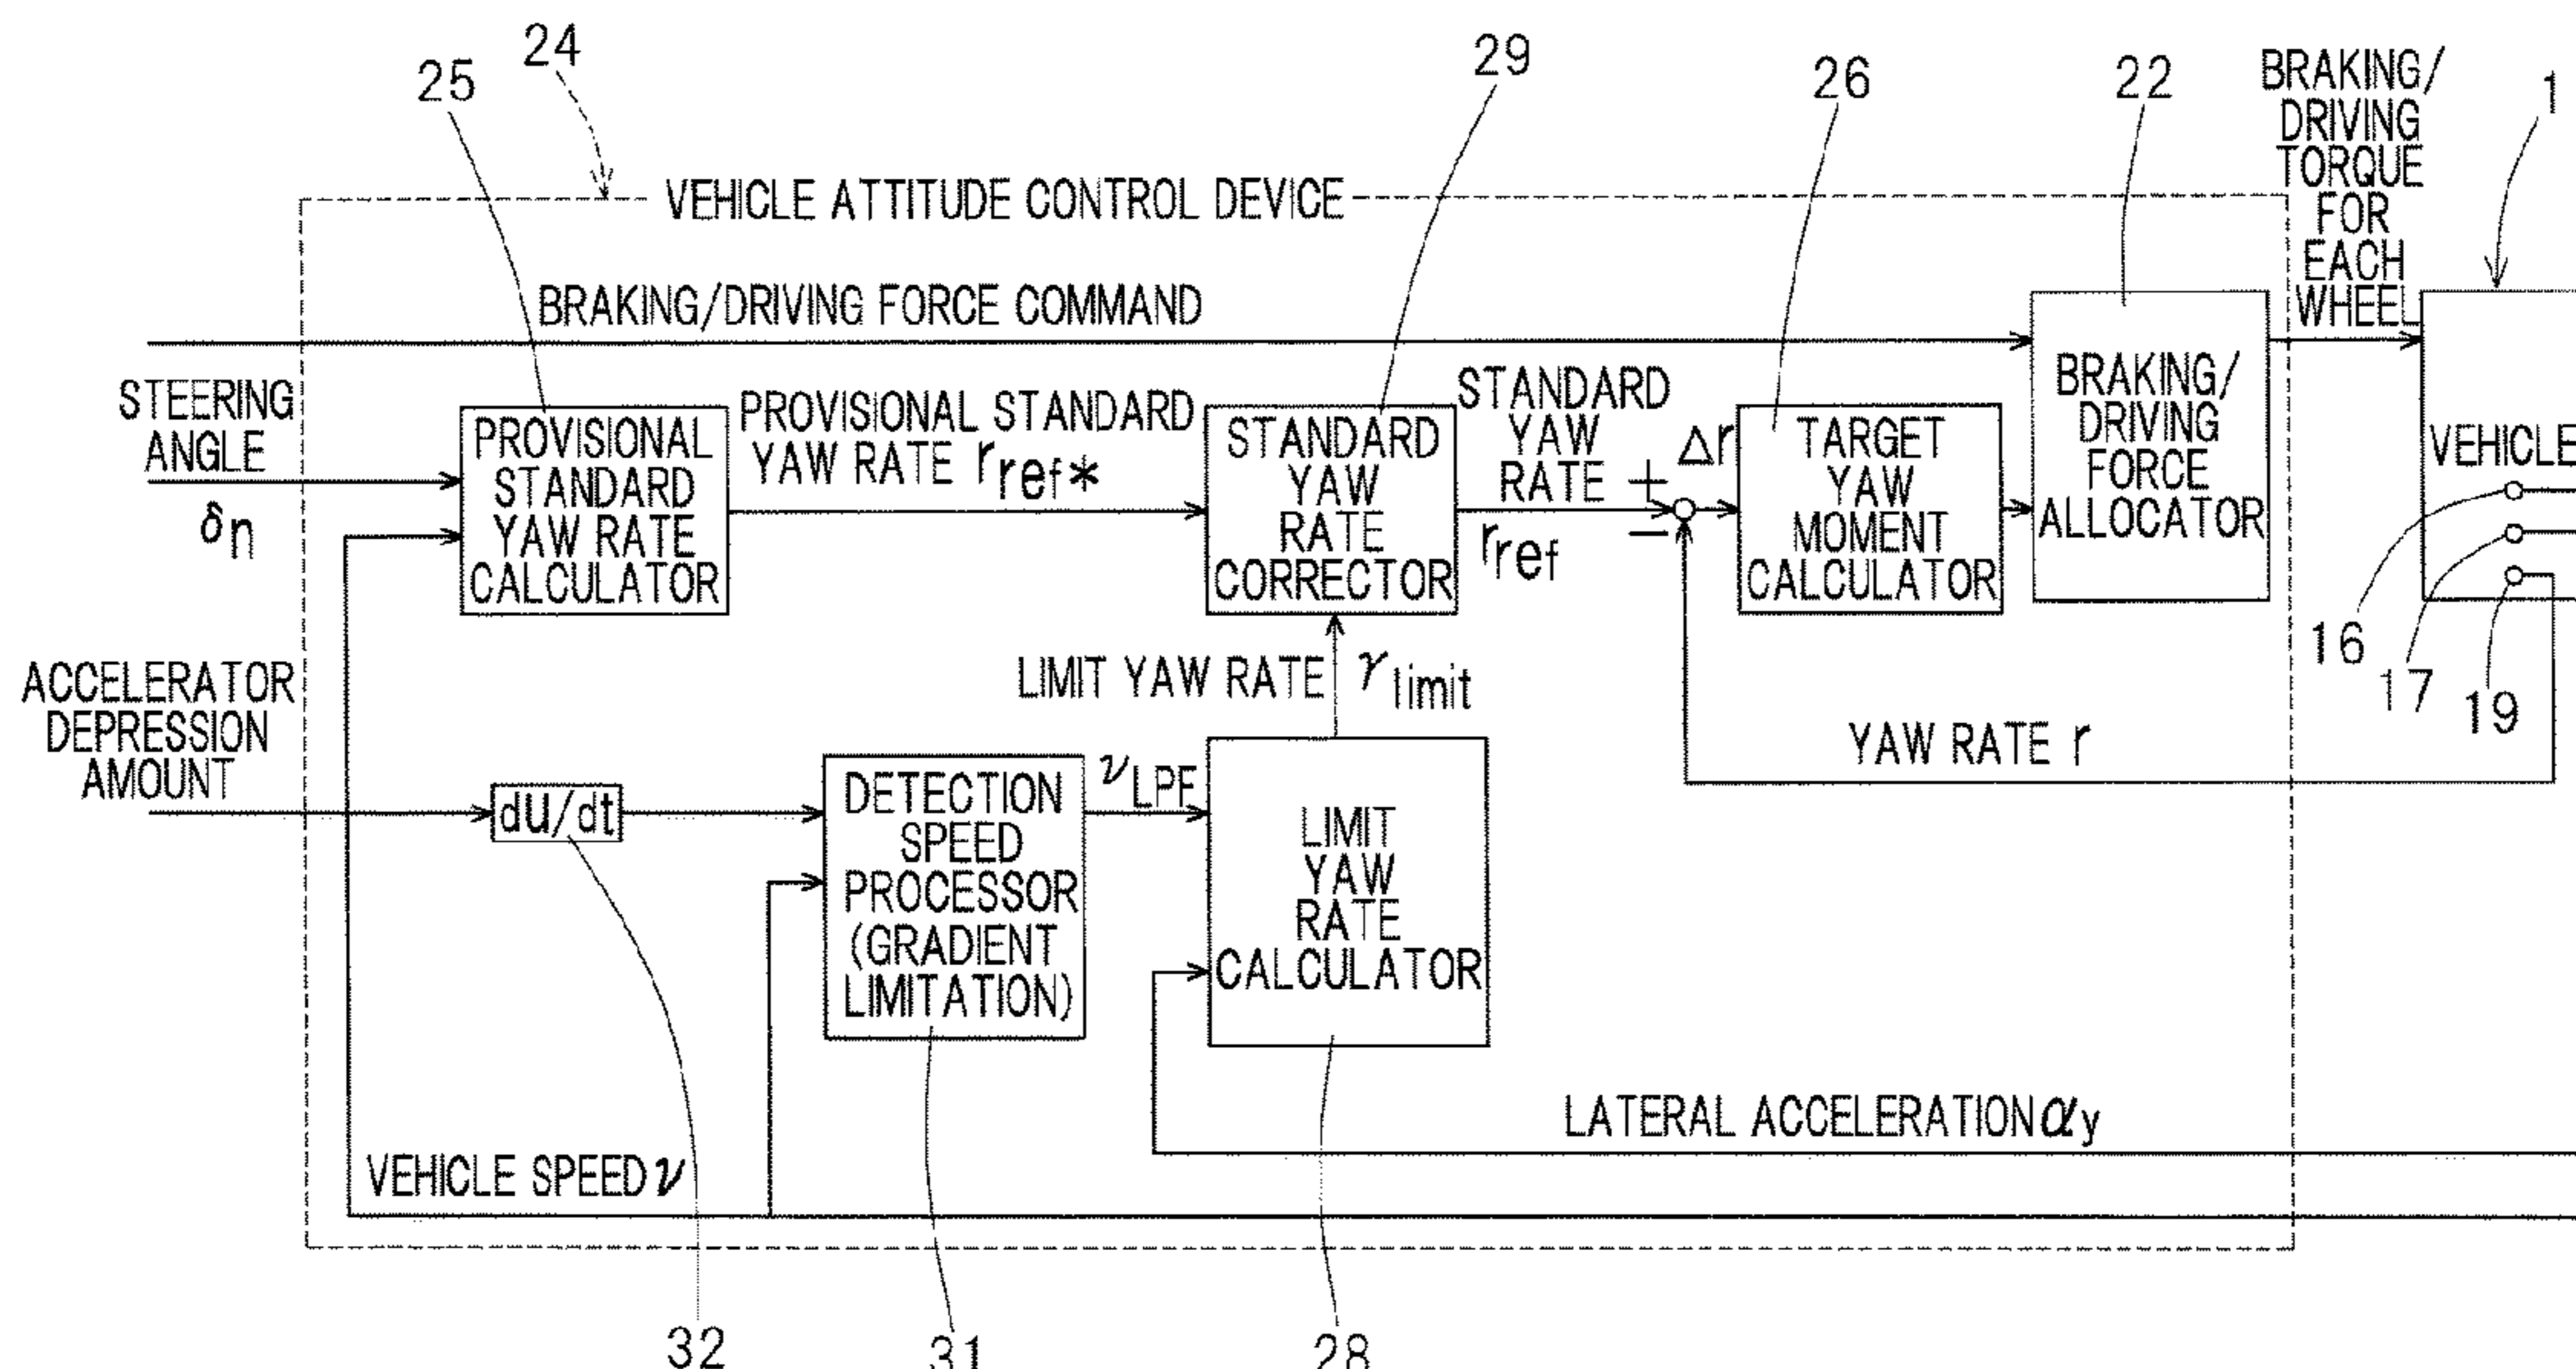 24
25
29
26
22
1
BRAKING/
DRIVING
TORQUE
FOR
EACH
WHEEL
VEHICLE ATTITUDE CONTROL DEVICE
BRAKING/DRIVING FORCE COMMAND
STEERING
ANGLE
δn
PROVISIONAL
STANDARD
YAW RATE
CALCULATOR
PROVISIONAL STANDARD
YAW RATE rref*
STANDARD
YAW
RATE
CORRECTOR
STANDARD
YAW
RATE
rref
+
−
Δr
TARGET
YAW
MOMENT
CALCULATOR
BRAKING/
DRIVING
FORCE
ALLOCATOR
VEHICLE
16
17
19
LIMIT YAW RATE γlimit
YAW RATE r
ACCELERATOR
DEPRESSION
AMOUNT
du/dt
DETECTION
SPEED
PROCESSOR
(GRADIENT
LIMITATION)
νLPF
LIMIT
YAW
RATE
CALCULATOR
LATERAL ACCELERATION αy
VEHICLE SPEED ν
32
31
28